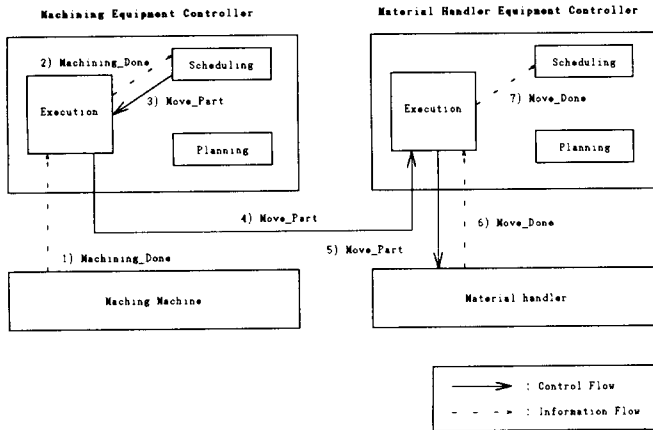 Machining Equipment Controller
Material Handler Equipment Controller
2) Machining_Done
Scheduling
Execution
3) Move_Part
Planning
Scheduling
Execution
7) Move_Done
Planning
4) Move_Part
6) Move_Done
5) Move_Part
1) Machining_Done
Maching Machine
Material handler
: Control Flow
: Information Flow